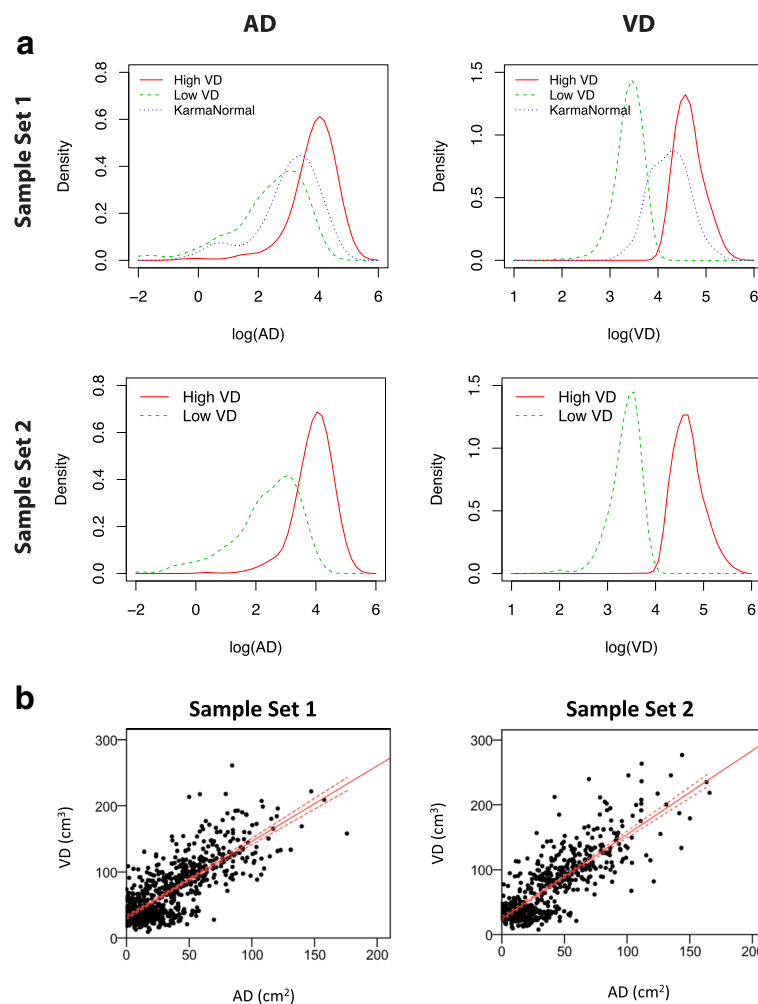 AD
VD
a
Sample Set 1
High VD
Low VD
KarmaNormal
Density
0.0
0.2
0.4
0.6
0.8
−2
0
2
4
6
log(AD)
High VD
Low VD
KarmaNormal
Density
0.0
0.5
1.0
1.5
1
2
3
4
5
6
log(VD)
Sample Set 2
High VD
Low VD
Density
0.0
0.2
0.4
0.6
0.8
−2
0
2
4
6
log(AD)
High VD
Low VD
Density
0.0
0.5
1.0
1.5
1
2
3
4
5
6
log(VD)
b
Sample Set 1
VD (cm³)
300
200
100
0
0
50
100
150
200
AD (cm²)
Sample Set 2
VD (cm³)
300
200
100
0
0
50
100
150
200
AD (cm²)